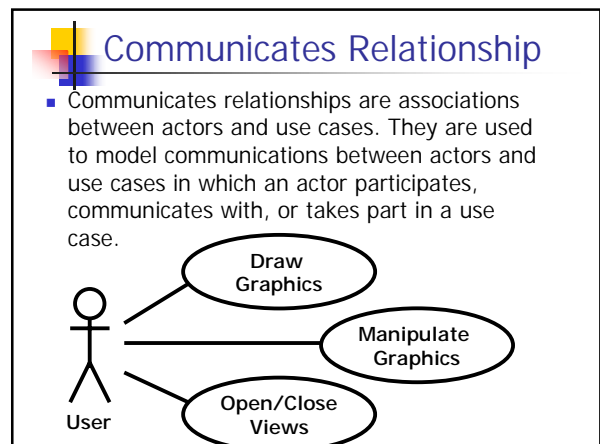 Communicates Relationship
Communicates relationships are associations
between actors and use cases. They are used
to model communications between actors and
use cases in which an actor participates,
communicates with, or takes part in a use
case.
Draw
Graphics
Manipulate
Graphics
Open/Close
Views
User